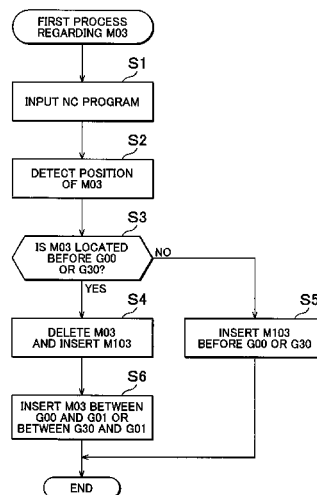 FIRST PROCESS
REGARDING M03
S1
INPUT NC PROGRAM
S2
DETECT POSITION
OF M03
S3
IS M03 LOCATED
BEFORE G00
OR G30?
NO
YES
S4
DELETE M03
AND INSERT M103
S5
INSERT M103
BEFORE G00 OR G30
S6
INSERT M03 BETWEEN
G00 AND G01 OR
BETWEEN G30 AND G01
END